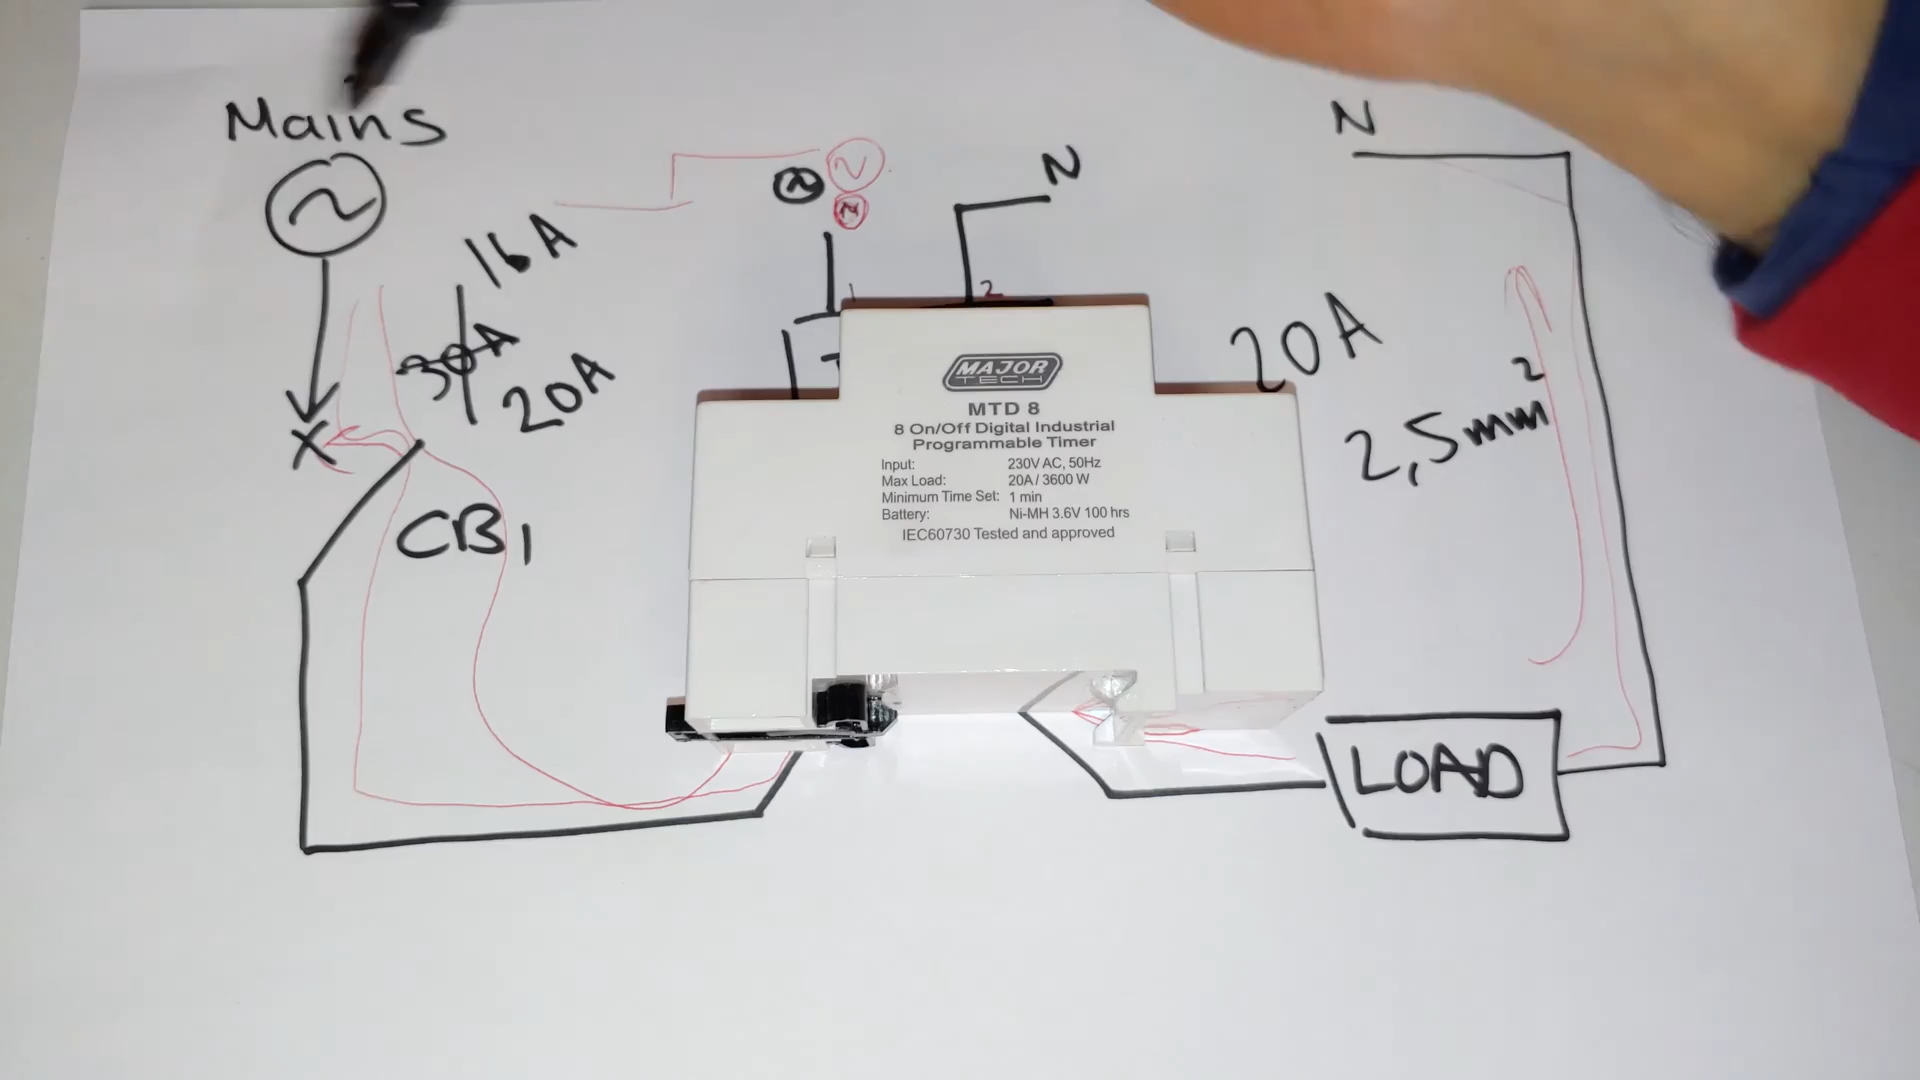 Mains
16A
30A
20A
CB1
N
1
2
N
20A
2,5mm²
MAJOR
TECH
MTD 8
8 On/Off Digital Industrial
Programmable Timer
Input: 230V AC, 50Hz
Max Load: 20A / 3600 W
Minimum Time Set: 1 min
Battery: Ni-MH 3.6V 100 hrs
IEC60730 Tested and approved
LOAD